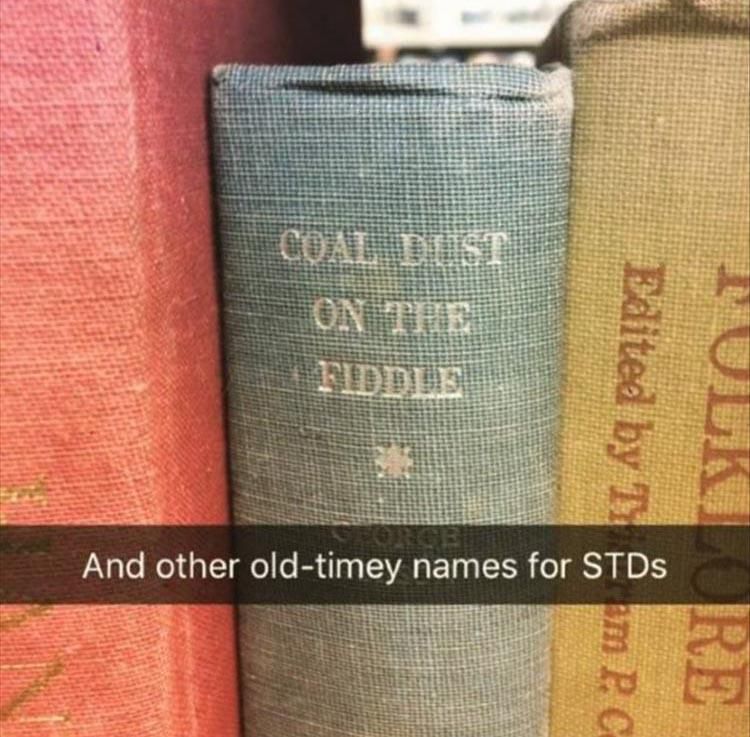 COAL DUST
ON THE
FIDDLE
GEORGE
And other old-timey names for STDs
FOLKLORE
Edited by